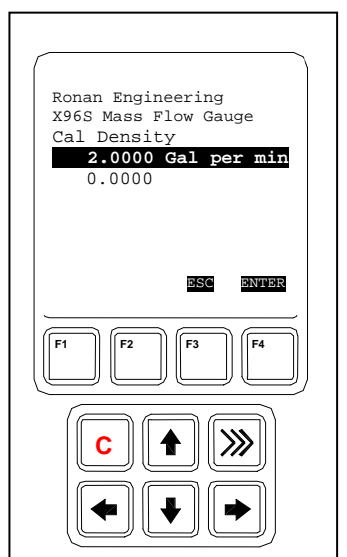 Ronan Engineering
X96S Mass Flow Gauge
Cal Density
2.0000 Gal per min
0.0000
ESC ENTER
F1 F2 F3 F4
C